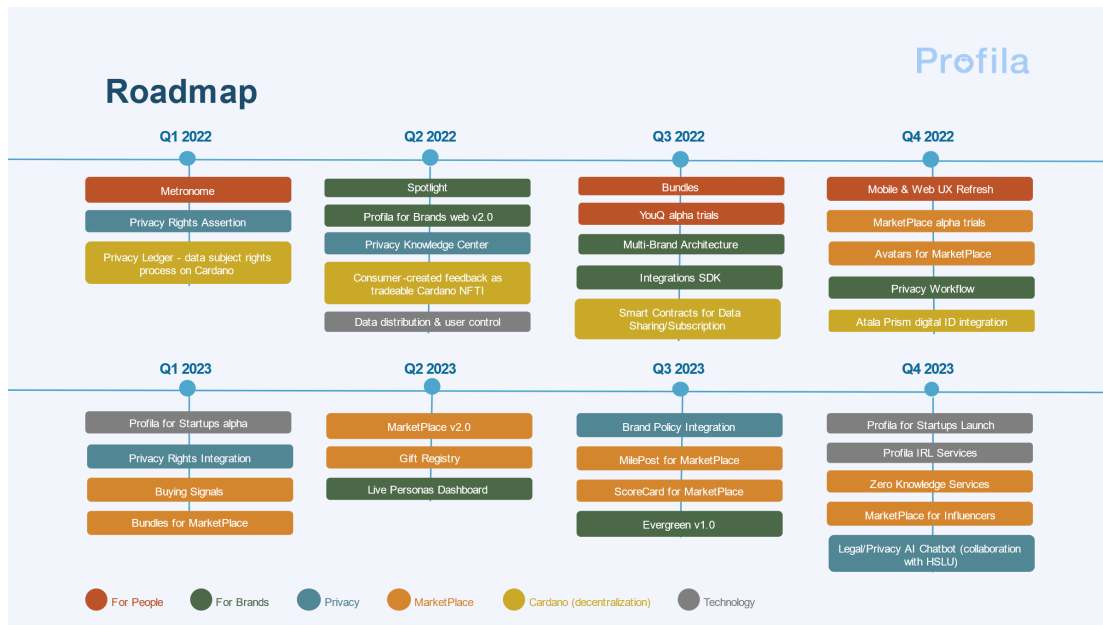 Profila
Roadmap
Q1 2022
Metronome
Privacy Rights Assertion
Privacy Ledger - data subject rights
process on Cardano
Q2 2022
Spotlight
Profila for Brands web v2.0
Privacy Knowledge Center
Consumer-created feedback as
tradeable Cardano NFTI
Data distribution & user control
Q3 2022
Bundles
YouQ alpha trials
Multi-Brand Architecture
Integrations SDK
Smart Contracts for Data
Sharing/Subscription
Q4 2022
Mobile & Web UX Refresh
MarketPlace alpha trials
Avatars for MarketPlace
Privacy Workflow
Atala Prism digital ID integration
Q1 2023
Profila for Startups alpha
Privacy Rights Integration
Buying Signals
Bundles for MarketPlace
Q2 2023
MarketPlace v2.0
Gift Registry
Live Personas Dashboard
Q3 2023
Brand Policy Integration
MilePost for MarketPlace
ScoreCard for MarketPlace
Evergreen v1.0
Q4 2023
Profila for Startups Launch
Profila IRL Services
Zero Knowledge Services
MarketPlace for Influencers
Legal/Privacy AI Chatbot (collaboration
with HSLU)
For People
For Brands
Privacy
MarketPlace
Cardano (decentralization)
Technology